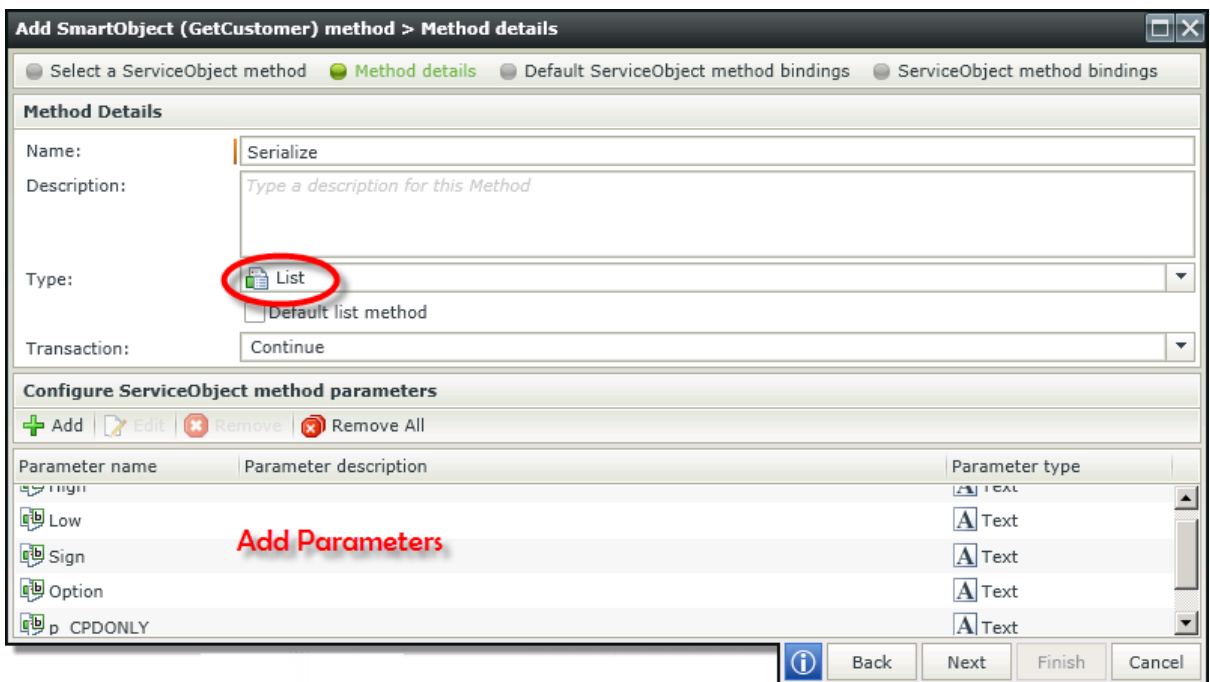 Add SmartObject (GetCustomer) method > Method details
Select a ServiceObject method Method details Default ServiceObject method bindings ServiceObject method bindings
Method Details
Name: Serialize
Description: Type a description for this Method
Type: List
Default list method
Transaction: Continue
Configure ServiceObject method parameters
Add Edit Remove Remove All
Parameter name Parameter description Parameter type
High Text
Low Text
Add Parameters
Sign Text
Option Text
p_CPDONLY Text
Back Next Finish Cancel